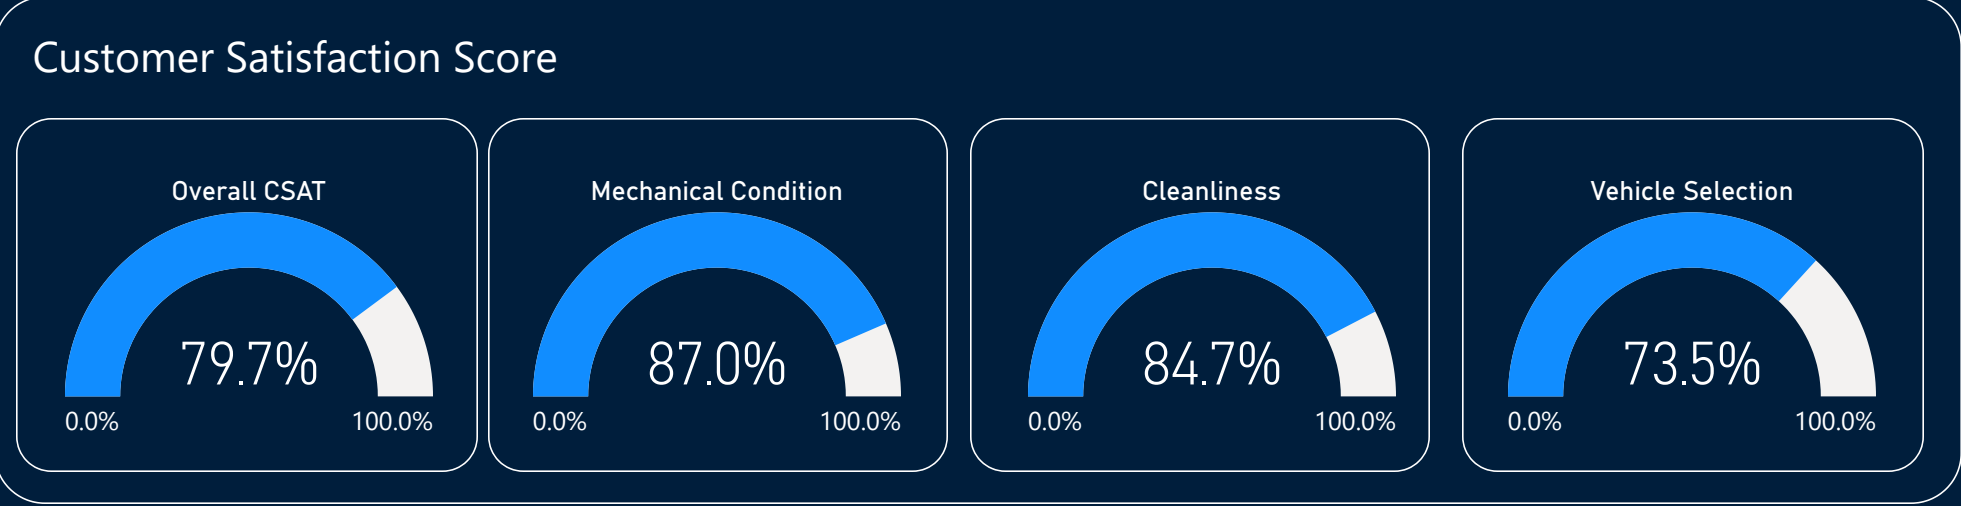 Customer Satisfaction Score
Overall CSAT
79.7%
0.0% 100.0%
Mechanical Condition
87.0%
0.0% 100.0%
Cleanliness
84.7%
0.0% 100.0%
Vehicle Selection
73.5%
0.0% 100.0%